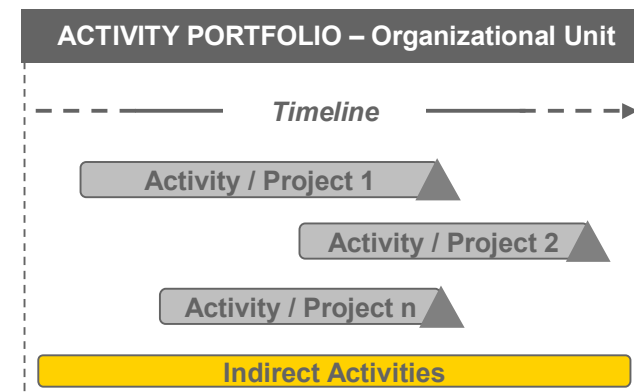 ACTIVITY PORTFOLIO – Organizational Unit
Timeline
Activity / Project 1
Activity / Project 2
Activity / Project n
Indirect Activities